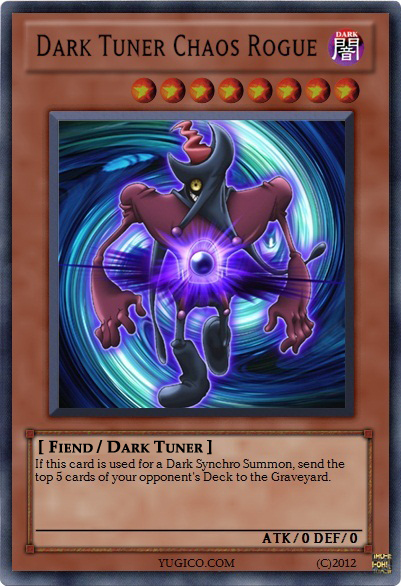 Dark Tuner Chaos Rogue
DARK
闇
[ Fiend / Dark Tuner ]
If this card is used for a Dark Synchro Summon, send the
top 5 cards of your opponent's Deck to the Graveyard.
ATK/0 DEF/0
YUGICO.COM
(C)2012